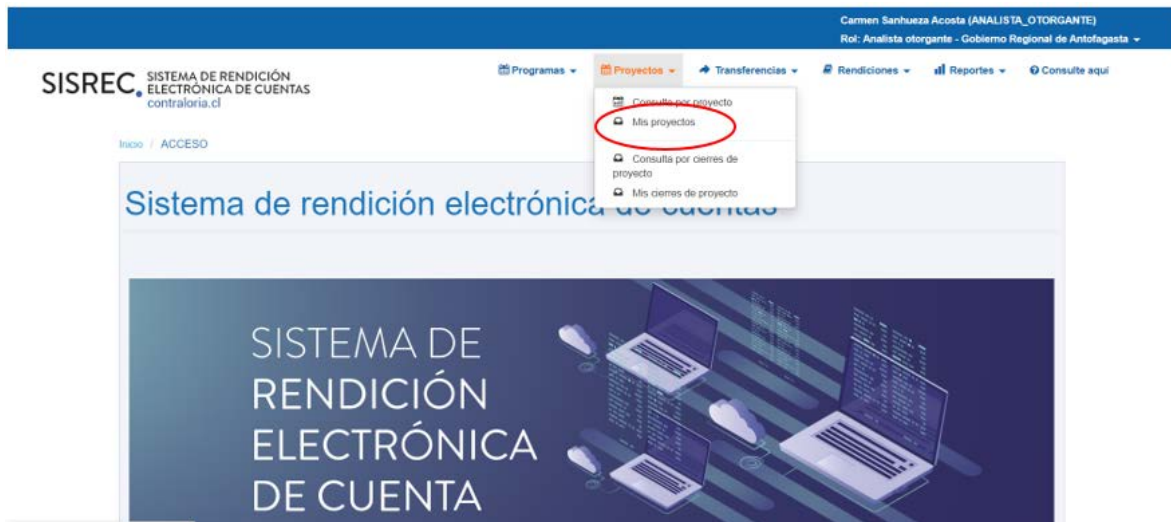 Carmen Sanhueza Acosta (ANALISTA_OTORGANTE)
Rol: Analista otorgante - Gobierno Regional de Antofagasta
SISREC. SISTEMA DE RENDICIÓN
ELECTRÓNICA DE CUENTAS
contraloria.cl
Programas Proyectos Transferencias Rendiciones Reportes Consulte aquí
Consulta por proyecto
Mis proyectos
Consulta por cierres de
proyecto
Mis cierres de proyecto
Inicio / ACCESO
Sistema de rendición electrónica de cuentas
SISTEMA DE
RENDICIÓN
ELECTRÓNICA
DE CUENTA